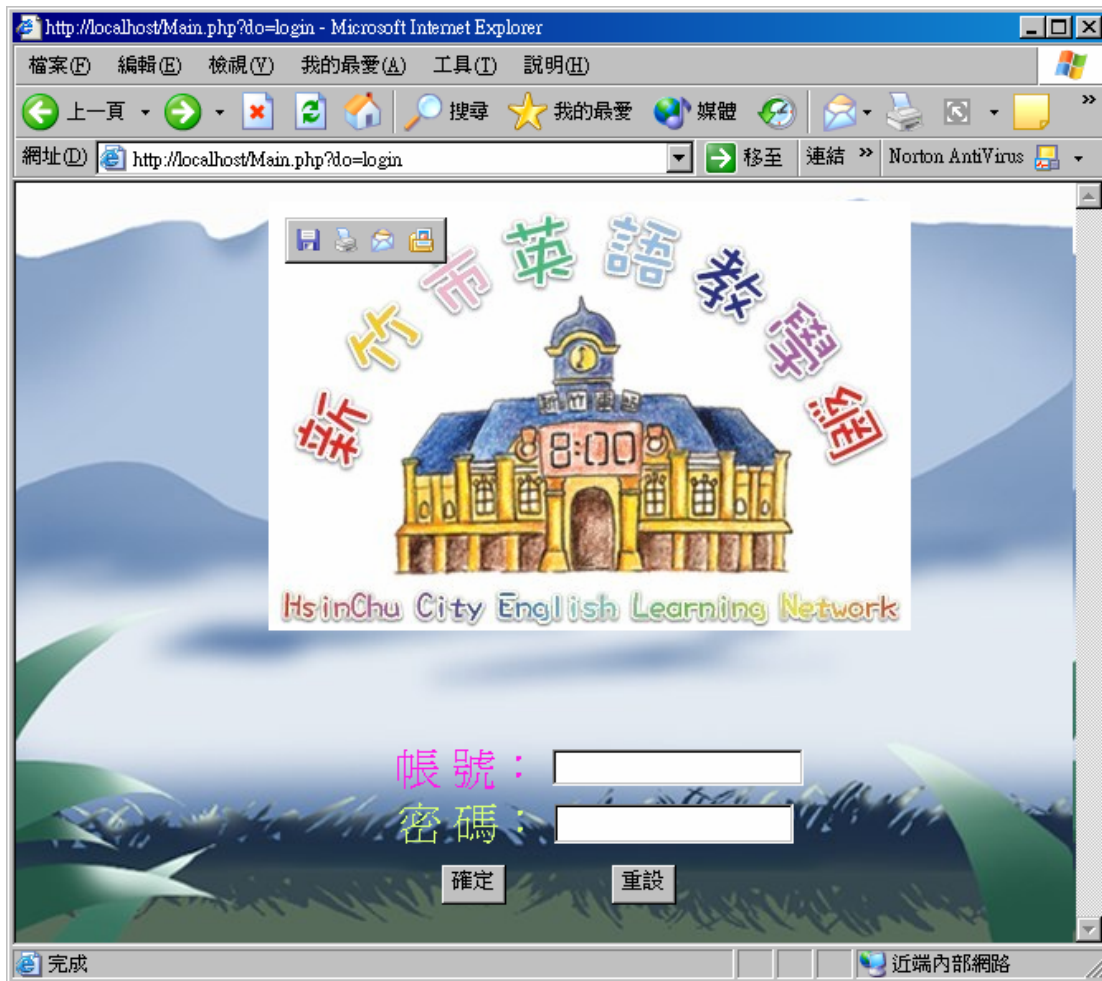 http://localhost/Main.php?do=login - Microsoft Internet Explorer
檔案(F) 編輯(E) 檢視(V) 我的最愛(A) 工具(T) 說明(H)
上一頁 搜尋 我的最愛 媒體 »
網址(D) http://localhost/Main.php?do=login 移至 連結 » Norton AntiVirus
新竹市英語教學網
新竹車站
8:00
HsinChu City English Learning Network
帳號：
密碼：
確定 重設
完成 近端內部網路